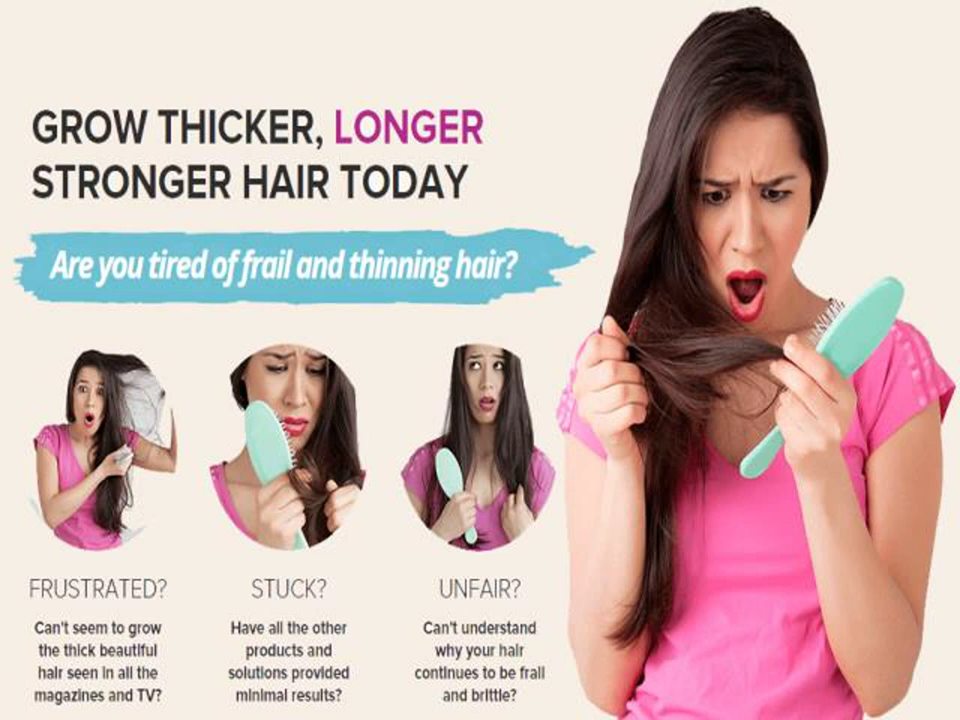 GROW THICKER, LONGER
STRONGER HAIR TODAY
Are you tired of frail and thinning hair?
FRUSTRATED?
Can't seem to grow
the thick beautiful
hair seen in all the
magazines and TV?
STUCK?
Have all the other
products and
solutions provided
minimal results?
UNFAIR?
Can't understand
why your hair
continues to be frail
and brittle?